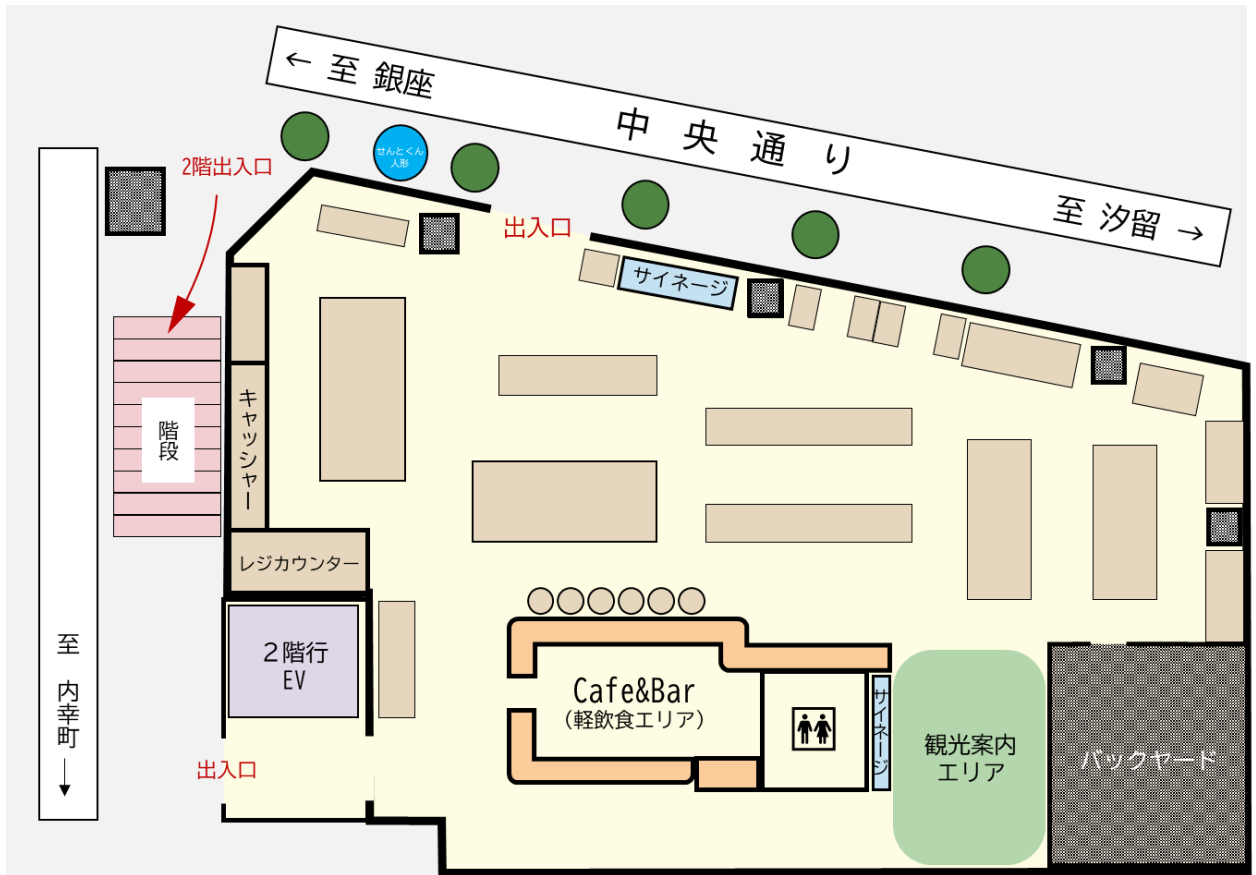 ← 至 銀座
中央通り
至 汐留 →
せんとくん
人形
2階出入口
出入口
サイネージ
キャッシャー
階段
レジカウンター
2階行
EV
至 内幸町 →
出入口
Cafe&Bar
(軽飲食エリア)
サイネージ
観光案内
エリア
バックヤード